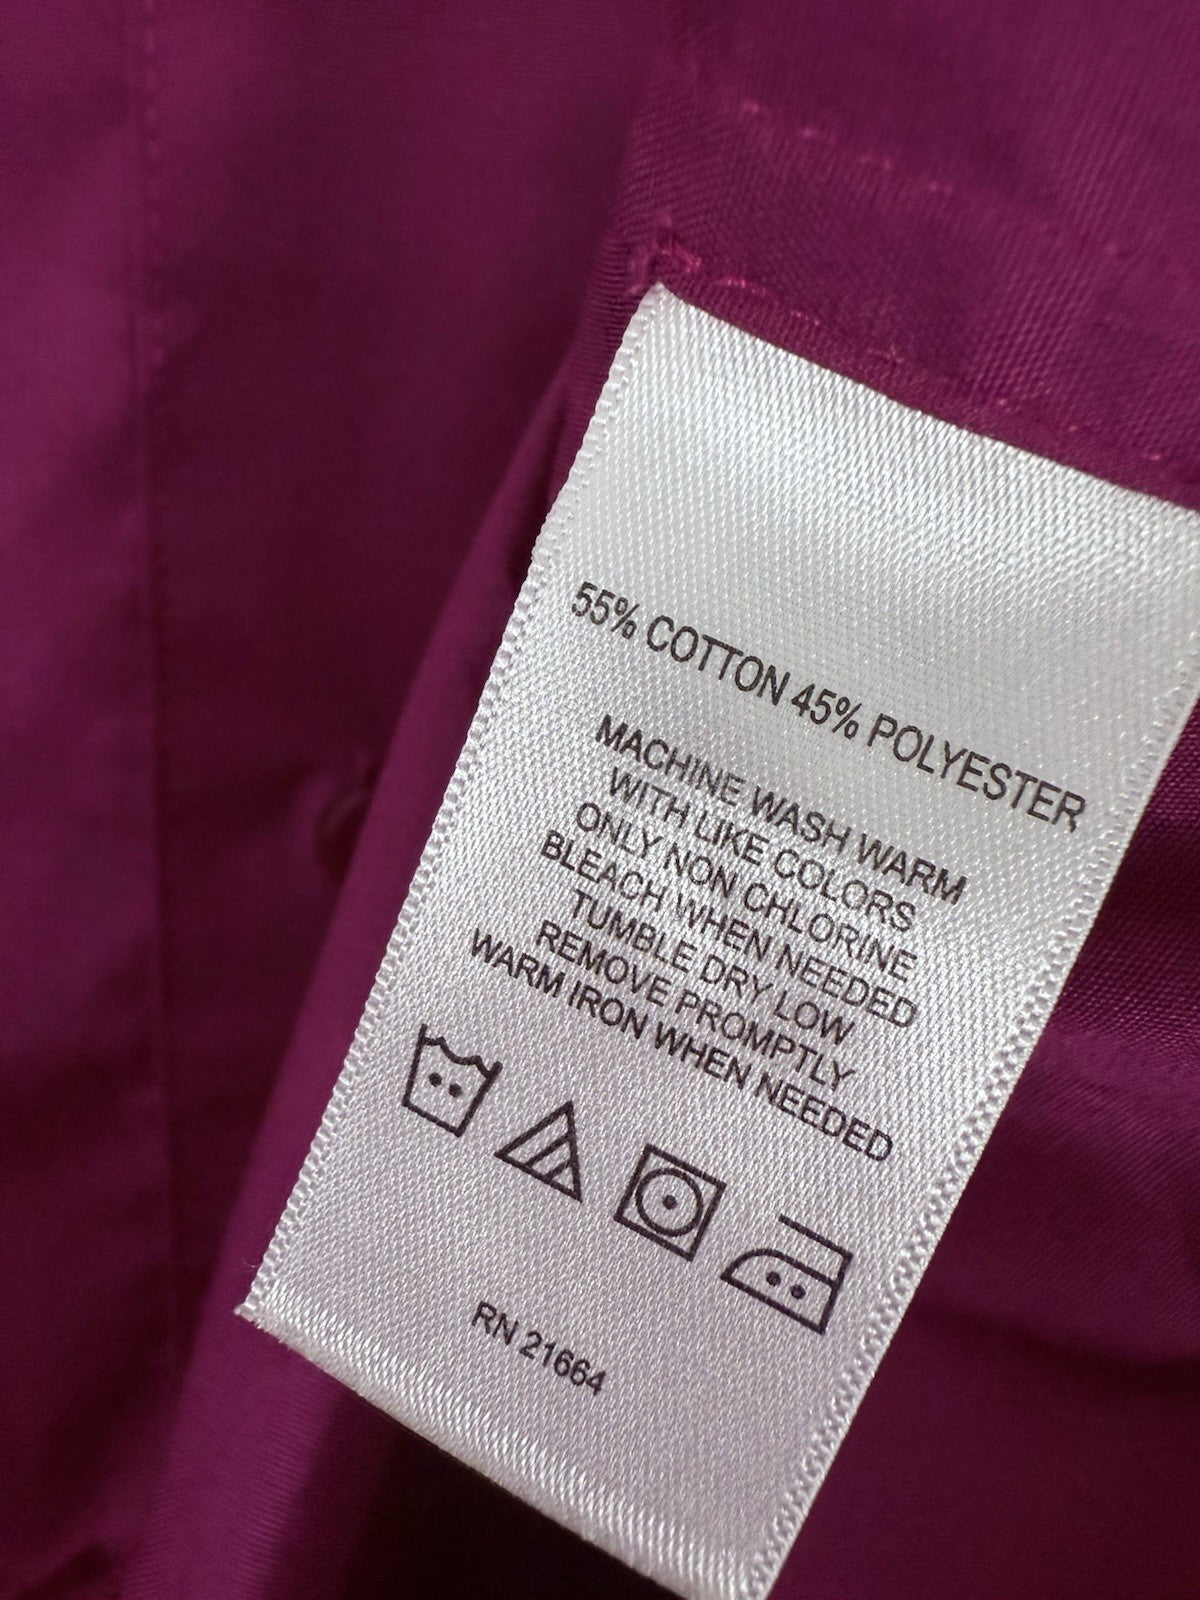 55% COTTON 45% POLYESTER
MACHINE WASH WARM
WITH LIKE COLORS
ONLY NON CHLORINE
BLEACH WHEN NEEDED
TUMBLE DRY LOW
REMOVE PROMPTLY
WARM IRON WHEN NEEDED
RN 21664